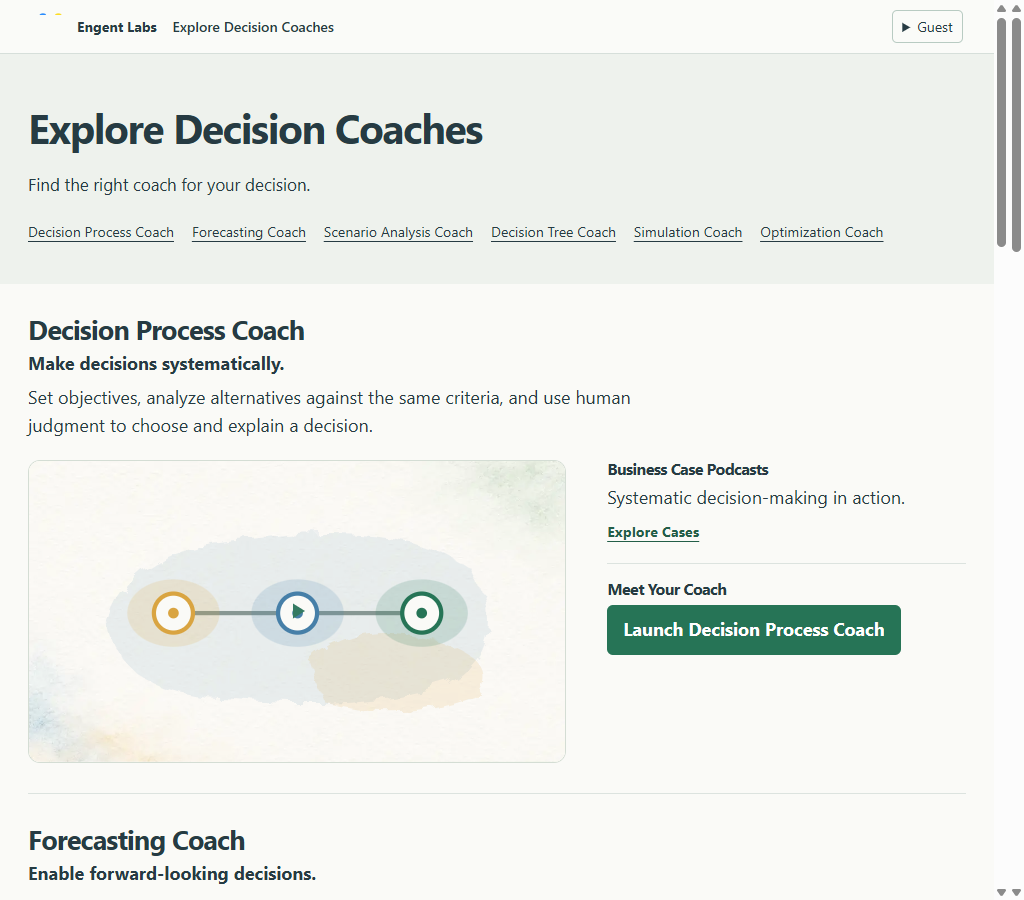 Engent Labs Explore Decision Coaches Guest
Explore Decision Coaches
Find the right coach for your decision.
Decision Process Coach Forecasting Coach Scenario Analysis Coach Decision Tree Coach Simulation Coach Optimization Coach
Decision Process Coach
Make decisions systematically.
Set objectives, analyze alternatives against the same criteria, and use human
judgment to choose and explain a decision.
Business Case Podcasts
Systematic decision-making in action.
Explore Cases
Meet Your Coach
Launch Decision Process Coach
Forecasting Coach
Enable forward-looking decisions.